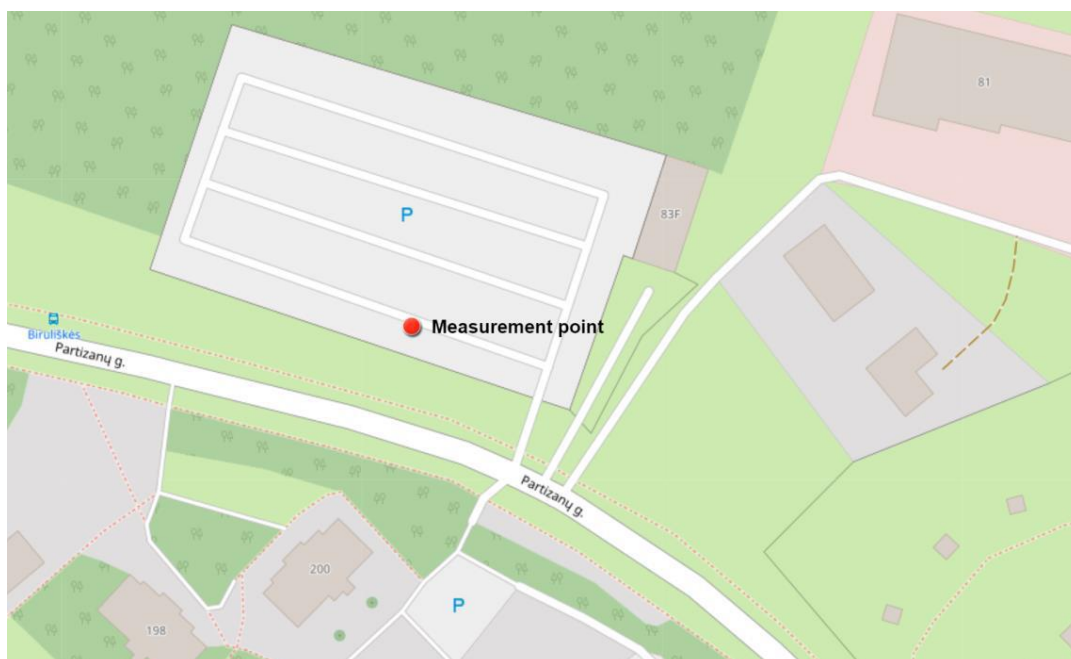 81
83F
P
Measurement point
Biruliškės
Partizanų g.
Partizanų g.
200
P
198